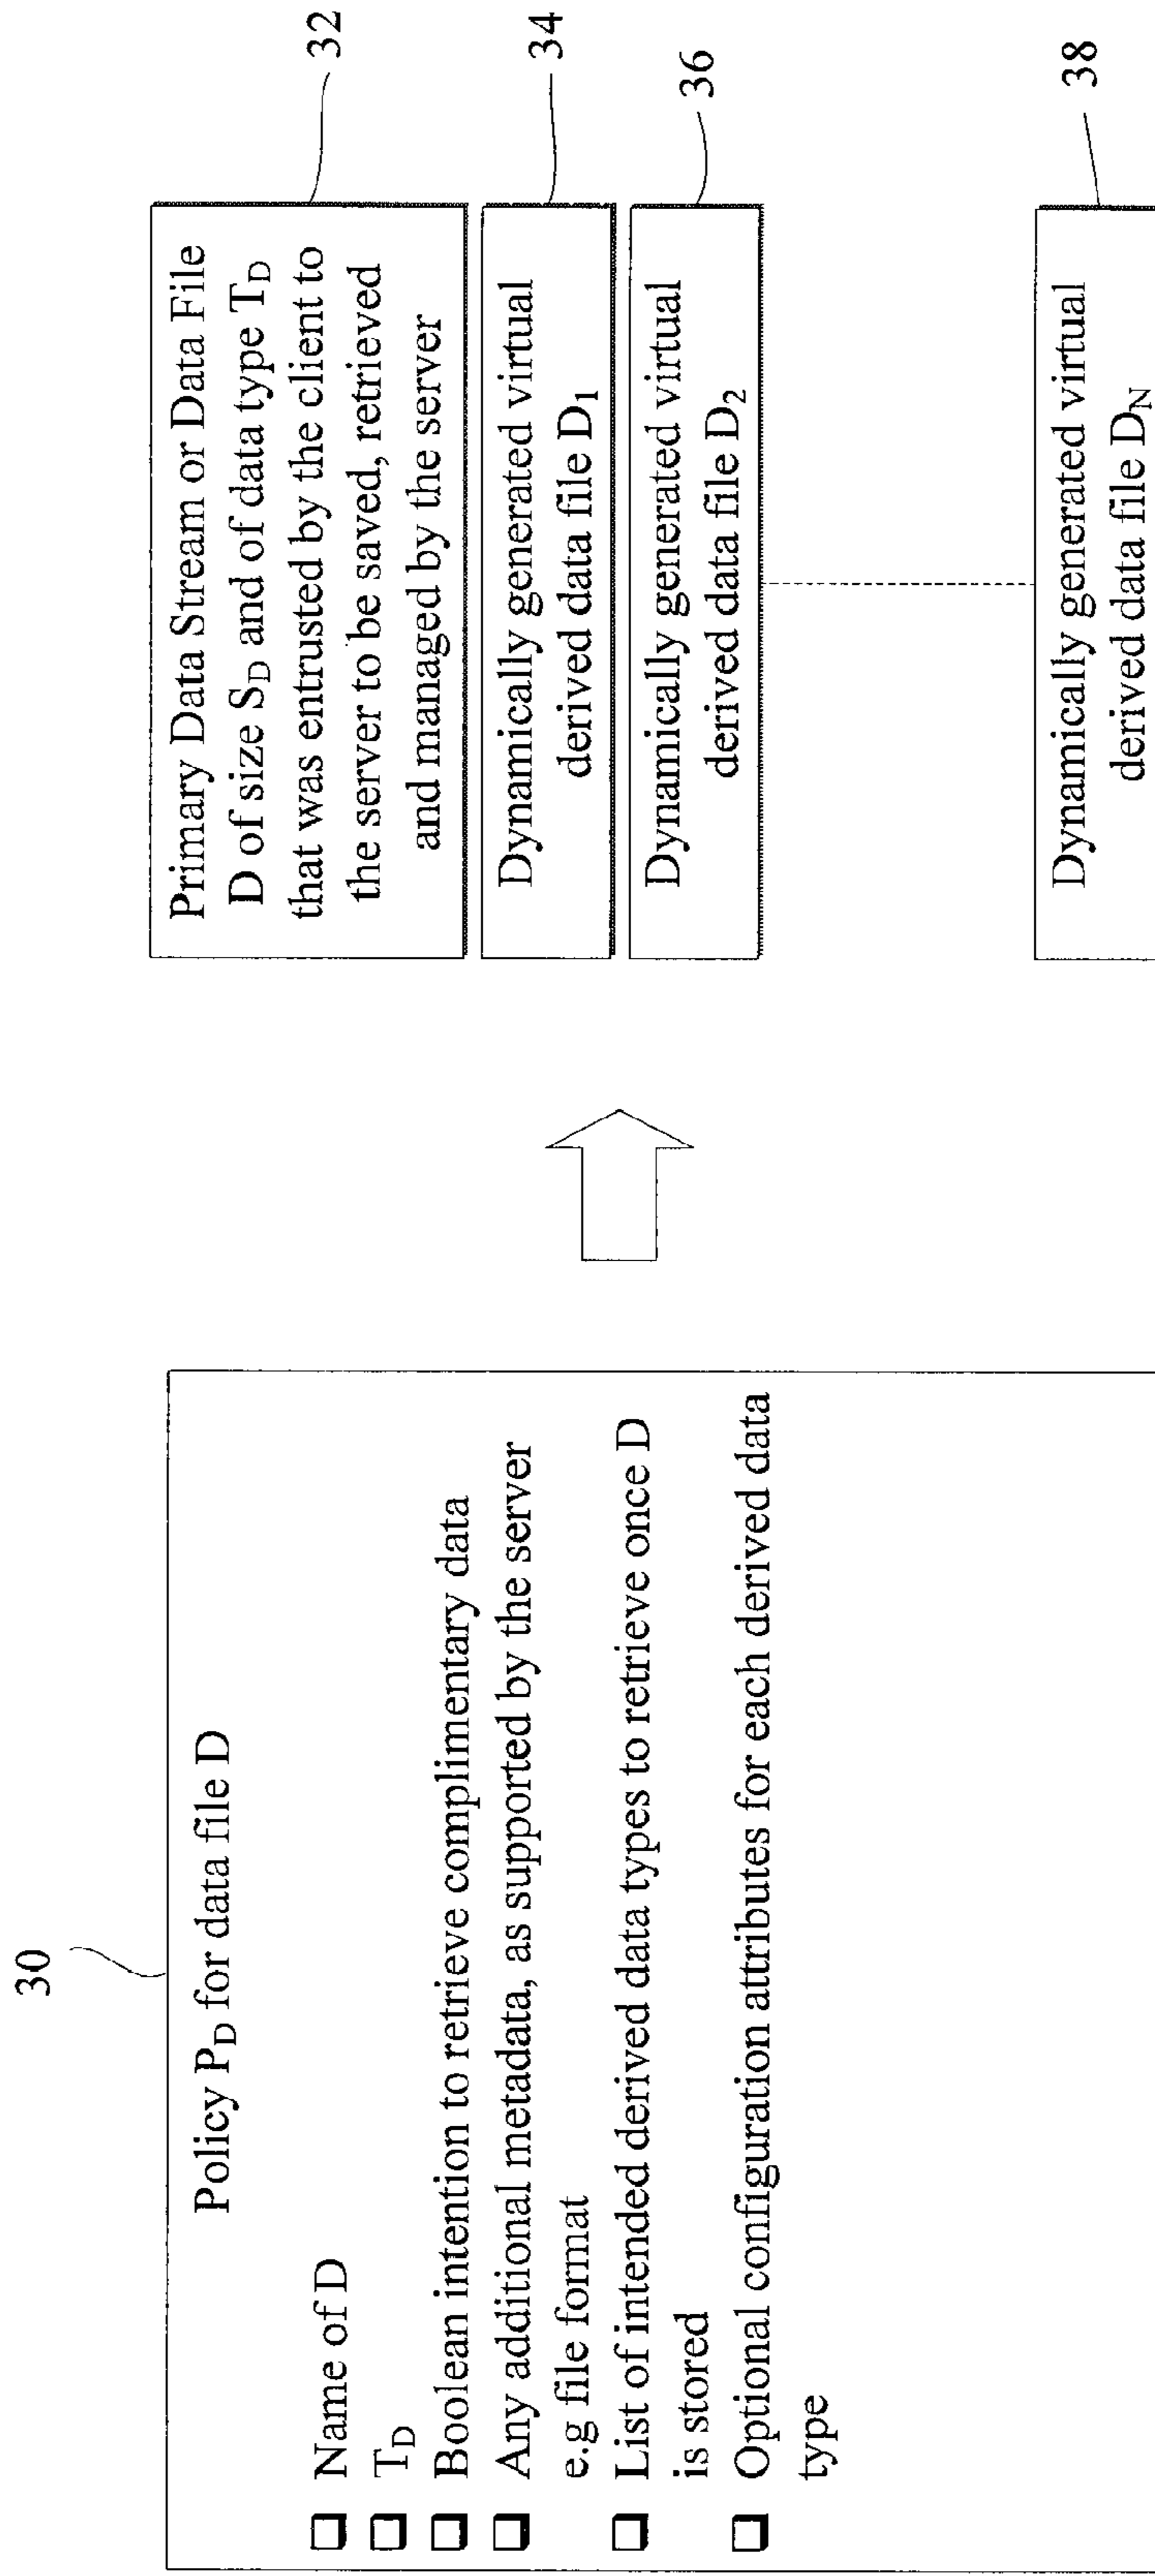 30
Policy P_D for data file D
❑ Name of D
❑ T_D
❑ Boolean intention to retrieve complimentary data
❑ Any additional metadata, as supported by the server
e.g file format
❑ List of intended derived data types to retrieve once D
is stored
❑ Optional configuration attributes for each derived data
type
Primary Data Stream or Data File
D of size S_D and of data type T_D
that was entrusted by the client to
the server to be saved, retrieved
and managed by the server
32
Dynamically generated virtual
derived data file D_1
34
Dynamically generated virtual
derived data file D_2
36
Dynamically generated virtual
derived data file D_N
38